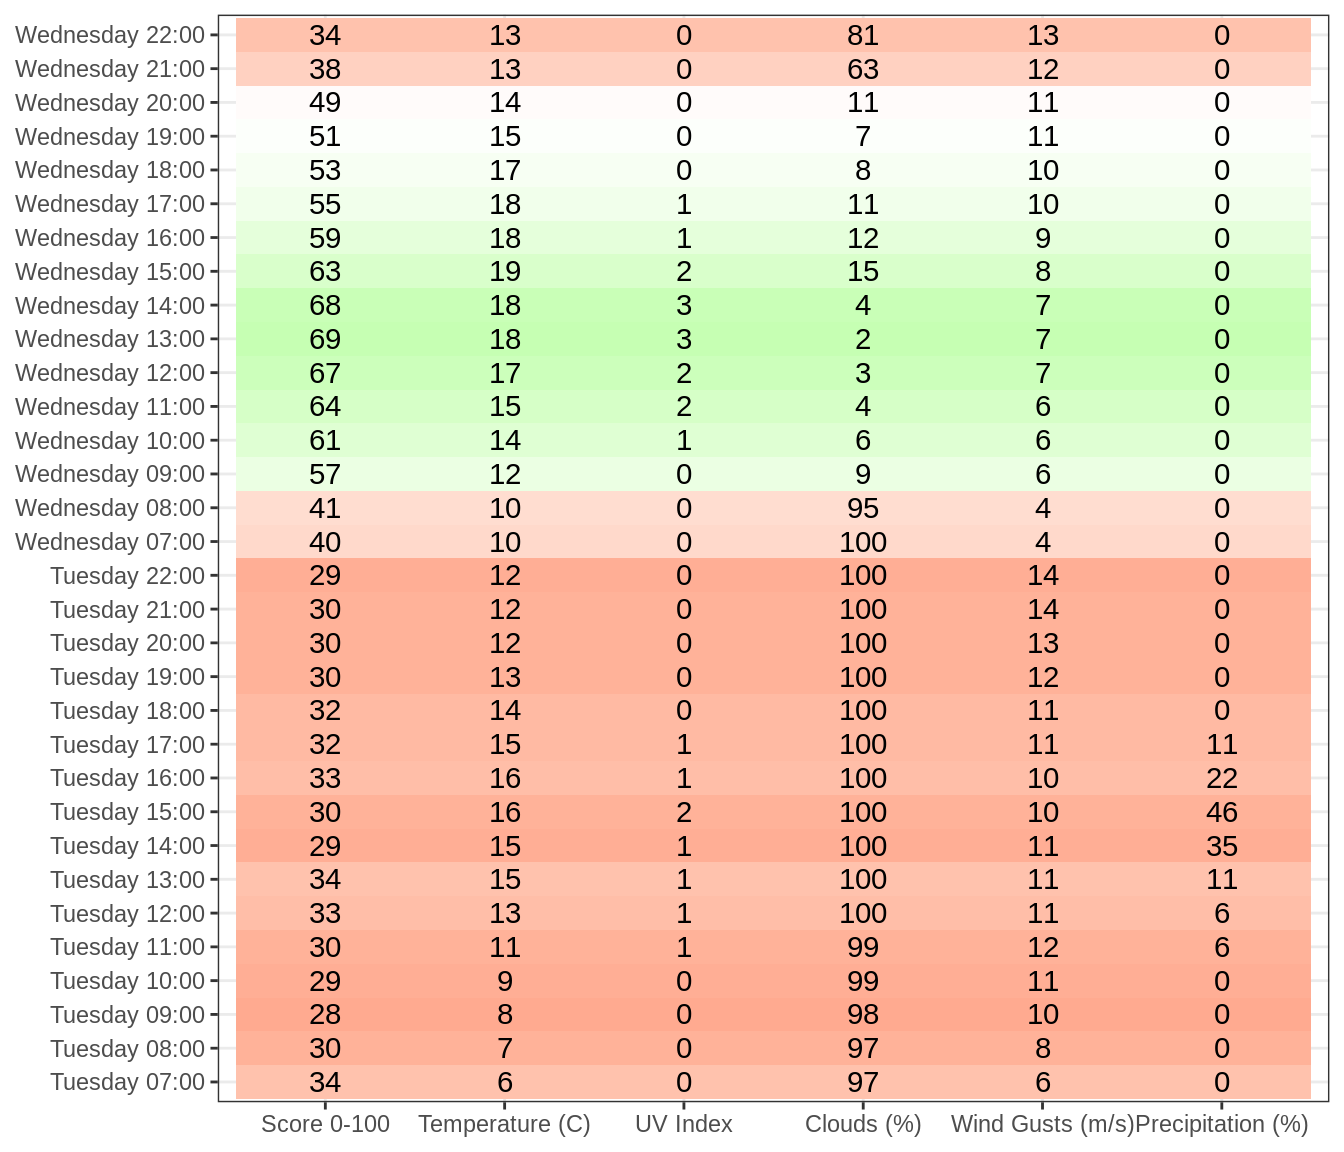 Wednesday 22:00 34 13 0 81 13 0
Wednesday 21:00 38 13 0 63 12 0
Wednesday 20:00 49 14 0 11 11 0
Wednesday 19:00 51 15 0 7 11 0
Wednesday 18:00 53 17 0 8 10 0
Wednesday 17:00 55 18 1 11 10 0
Wednesday 16:00 59 18 1 12 9 0
Wednesday 15:00 63 19 2 15 8 0
Wednesday 14:00 68 18 3 4 7 0
Wednesday 13:00 69 18 3 2 7 0
Wednesday 12:00 67 17 2 3 7 0
Wednesday 11:00 64 15 2 4 6 0
Wednesday 10:00 61 14 1 6 6 0
Wednesday 09:00 57 12 0 9 6 0
Wednesday 08:00 41 10 0 95 4 0
Wednesday 07:00 40 10 0 100 4 0
Tuesday 22:00 29 12 0 100 14 0
Tuesday 21:00 30 12 0 100 14 0
Tuesday 20:00 30 12 0 100 13 0
Tuesday 19:00 30 13 0 100 12 0
Tuesday 18:00 32 14 0 100 11 0
Tuesday 17:00 32 15 1 100 11 11
Tuesday 16:00 33 16 1 100 10 22
Tuesday 15:00 30 16 2 100 10 46
Tuesday 14:00 29 15 1 100 11 35
Tuesday 13:00 34 15 1 100 11 11
Tuesday 12:00 33 13 1 100 11 6
Tuesday 11:00 30 11 1 99 12 6
Tuesday 10:00 29 9 0 99 11 0
Tuesday 09:00 28 8 0 98 10 0
Tuesday 08:00 30 7 0 97 8 0
Tuesday 07:00 34 6 0 97 6 0
Score 0-100 Temperature (C) UV Index Clouds (%) Wind Gusts (m/s) Precipitation (%)